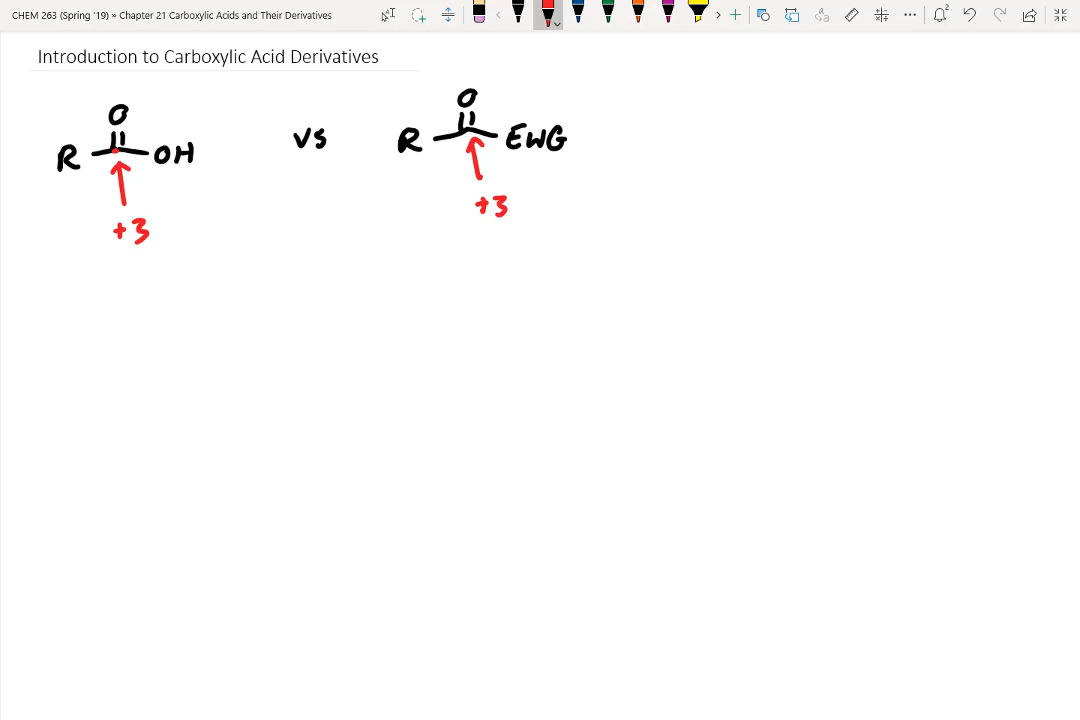 CHEM 263 (Spring '19) » Chapter 21 Carboxylic Acids and Their Derivatives
2
Introduction to Carboxylic Acid Derivatives
O
R OH
+3
vs
O
R EWG
+3